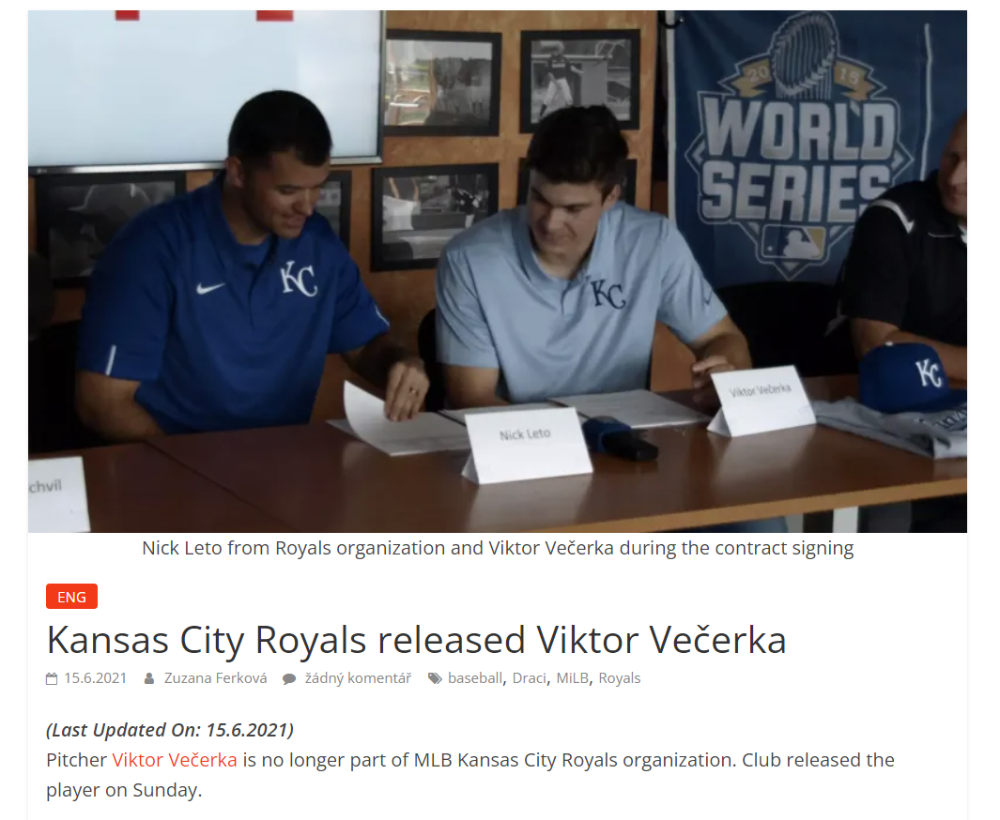 2015
WORLD
SERIES
KC
KC
KC
Viktor Večerka
Nick Leto
chvíl
Nick Leto from Royals organization and Viktor Večerka during the contract signing
ENG
Kansas City Royals released Viktor Večerka
15.6.2021 Zuzana Ferková žádný komentář baseball, Draci, MiLB, Royals
(Last Updated On: 15.6.2021)
Pitcher Viktor Večerka is no longer part of MLB Kansas City Royals organization. Club released the
player on Sunday.